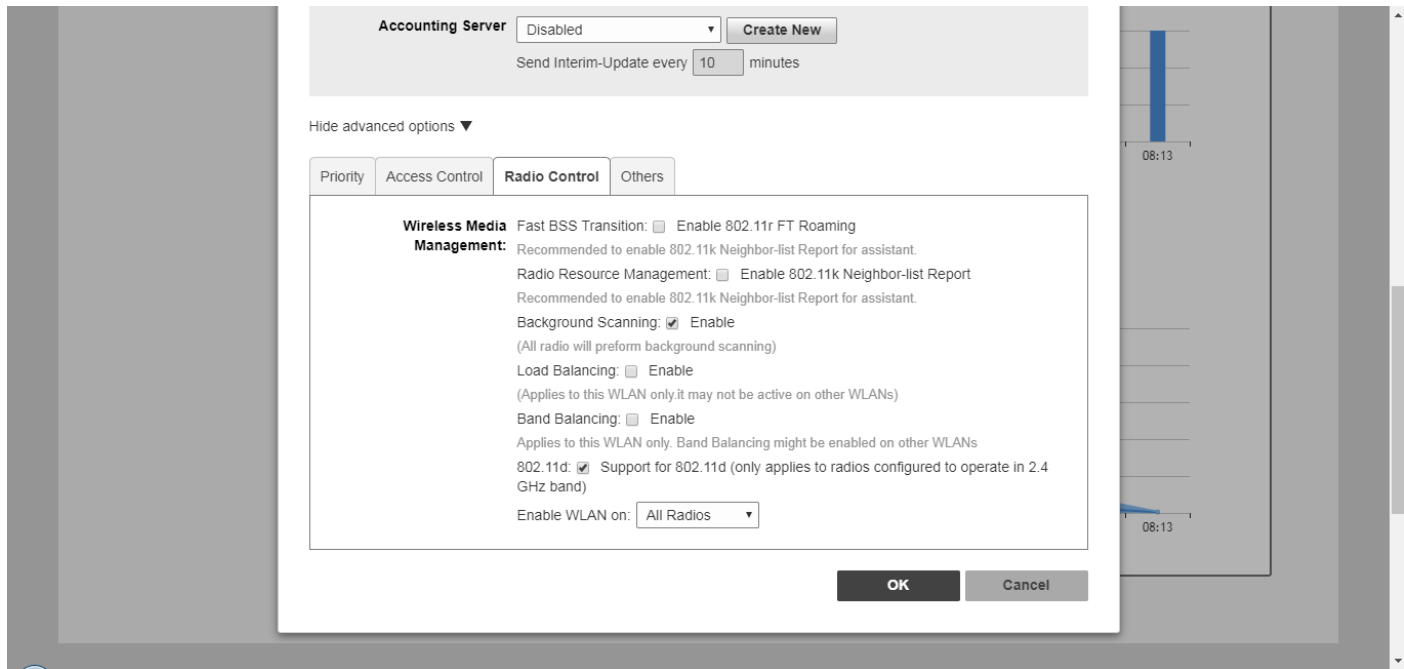 Accounting Server Disabled Create New
Send Interim-Update every 10 minutes
Hide advanced options ▼
Priority Access Control Radio Control Others
Wireless Media Management:
Fast BSS Transition: Enable 802.11r FT Roaming
Recommended to enable 802.11k Neighbor-list Report for assistant.
Radio Resource Management: Enable 802.11k Neighbor-list Report
Recommended to enable 802.11k Neighbor-list Report for assistant.
Background Scanning: Enable
(All radio will preform background scanning)
Load Balancing: Enable
(Applies to this WLAN only.it may not be active on other WLANs)
Band Balancing: Enable
Applies to this WLAN only. Band Balancing might be enabled on other WLANs
802.11d: Support for 802.11d (only applies to radios configured to operate in 2.4
GHz band)
Enable WLAN on: All Radios
OK Cancel
08:13
08:13